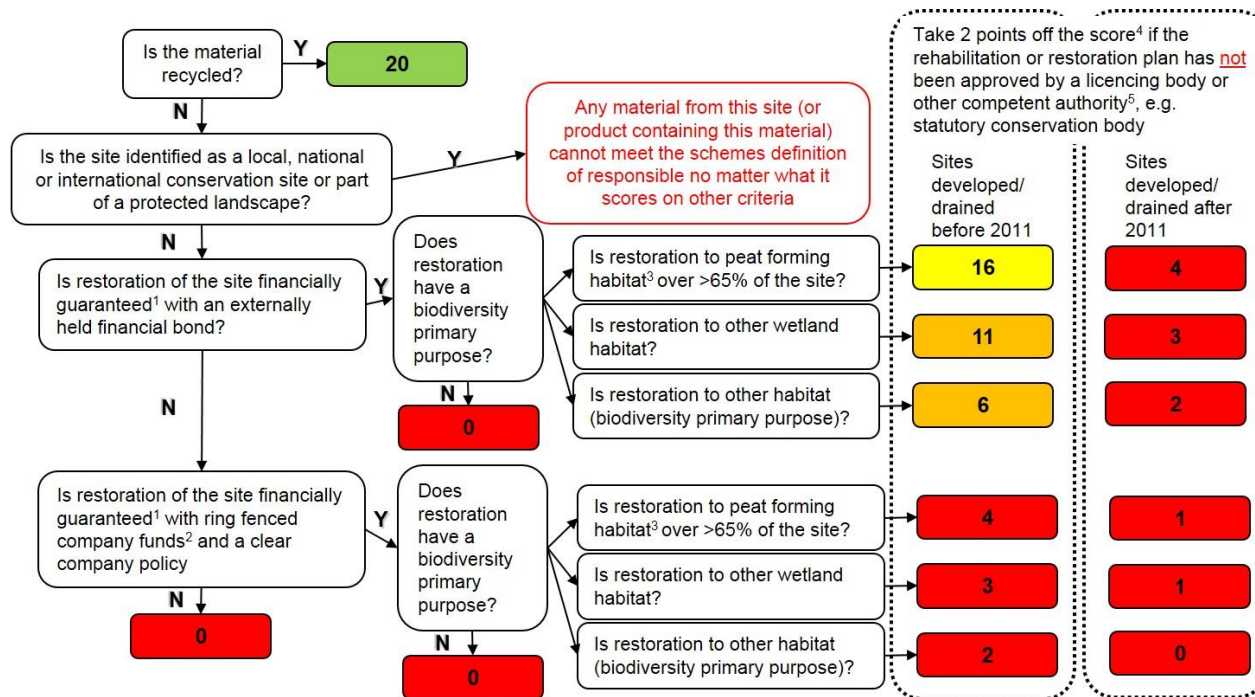 Is the material
recycled?
Y
20
N
Is the site identified as a local, national
or international conservation site or part
of a protected landscape?
Y
Any material from this site (or
product containing this material)
cannot meet the schemes definition
of responsible no matter what it
scores on other criteria
N
Is restoration of the site financially
guaranteed¹ with an externally
held financial bond?
Y
Does
restoration
have a
biodiversity
primary
purpose?
N
0
Is restoration to peat forming
habitat³ over >65% of the site?
Is restoration to other wetland
habitat?
Is restoration to other habitat
(biodiversity primary purpose)?
N
Is restoration of the site financially
guaranteed¹ with ring fenced
company funds² and a clear
company policy
Y
N
0
Does
restoration
have a
biodiversity
primary
purpose?
N
0
Is restoration to peat forming
habitat³ over >65% of the site?
Is restoration to other wetland
habitat?
Is restoration to other habitat
(biodiversity primary purpose)?
Take 2 points off the score⁴ if the
rehabilitation or restoration plan has not
been approved by a licencing body or
other competent authority⁵, e.g.
statutory conservation body
Sites
developed/
drained
before 2011
16
11
6
4
3
2
Sites
developed/
drained after
2011
4
3
2
1
1
0